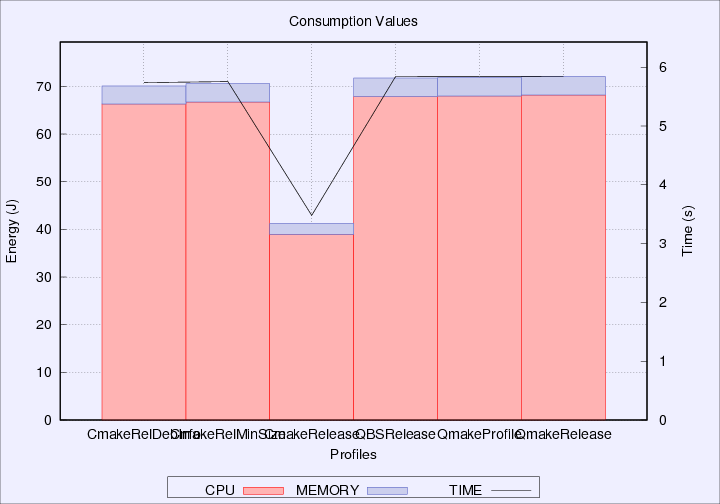 Consumption Values
70
60
50
40
30
20
10
0
Energy (J)
6
5
4
3
2
1
0
Time (s)
CmakeRelDebInfo
CmakeRelMinSize
CmakeRelease
QBSRelease
QmakeProfile
QmakeRelease
Profiles
CPU
MEMORY
TIME